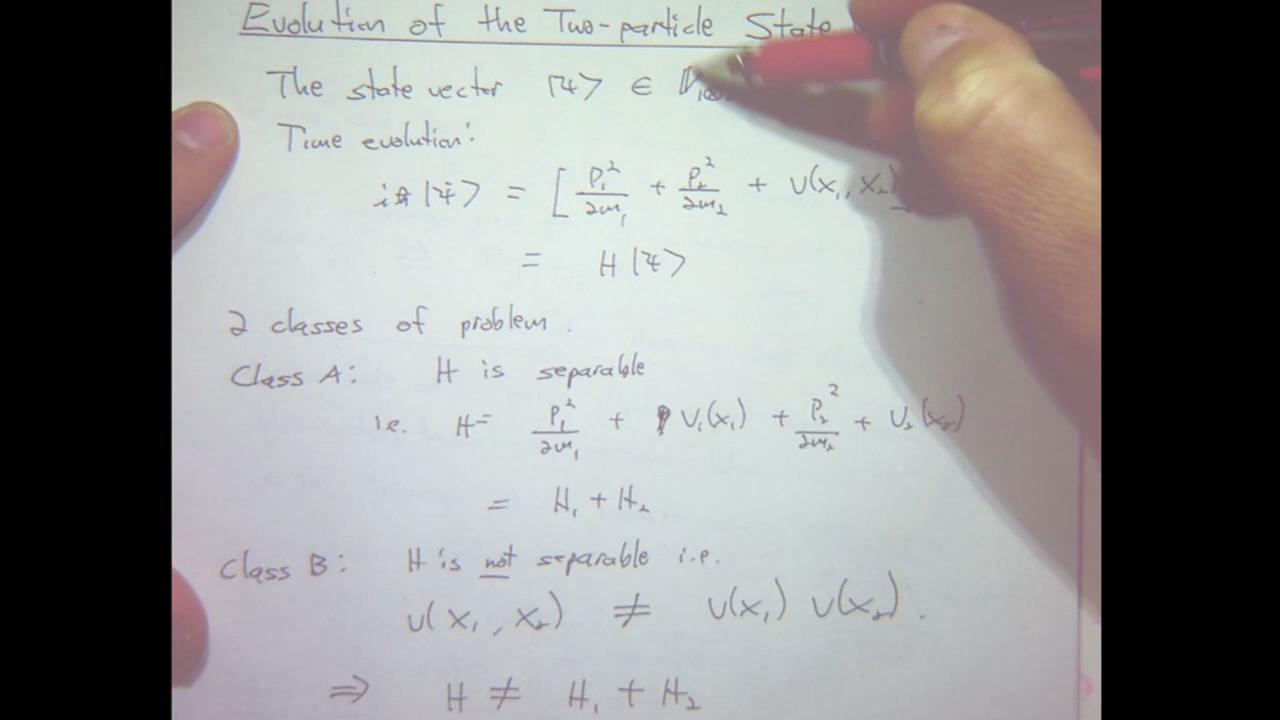 Evolution of the Two-particle State
The state vector |ψ> ∈ 𝕍₁⊗
Time evolution:
iħ |ψ̇> = [ P₁²/2m₁ + P₂²/2m₂ + U(x₁, x₂)
= H |ψ>
2 classes of problem.
Class A: H is separable
i.e. H = P₁²/2m₁ + U₁(x₁) + P₂²/2m₂ + U₂(x₂)
= H₁ + H₂
Class B: H is not separable i.e.
U(x₁, x₂) ≠ U(x₁) U(x₂).
⇒ H ≠ H₁ + H₂